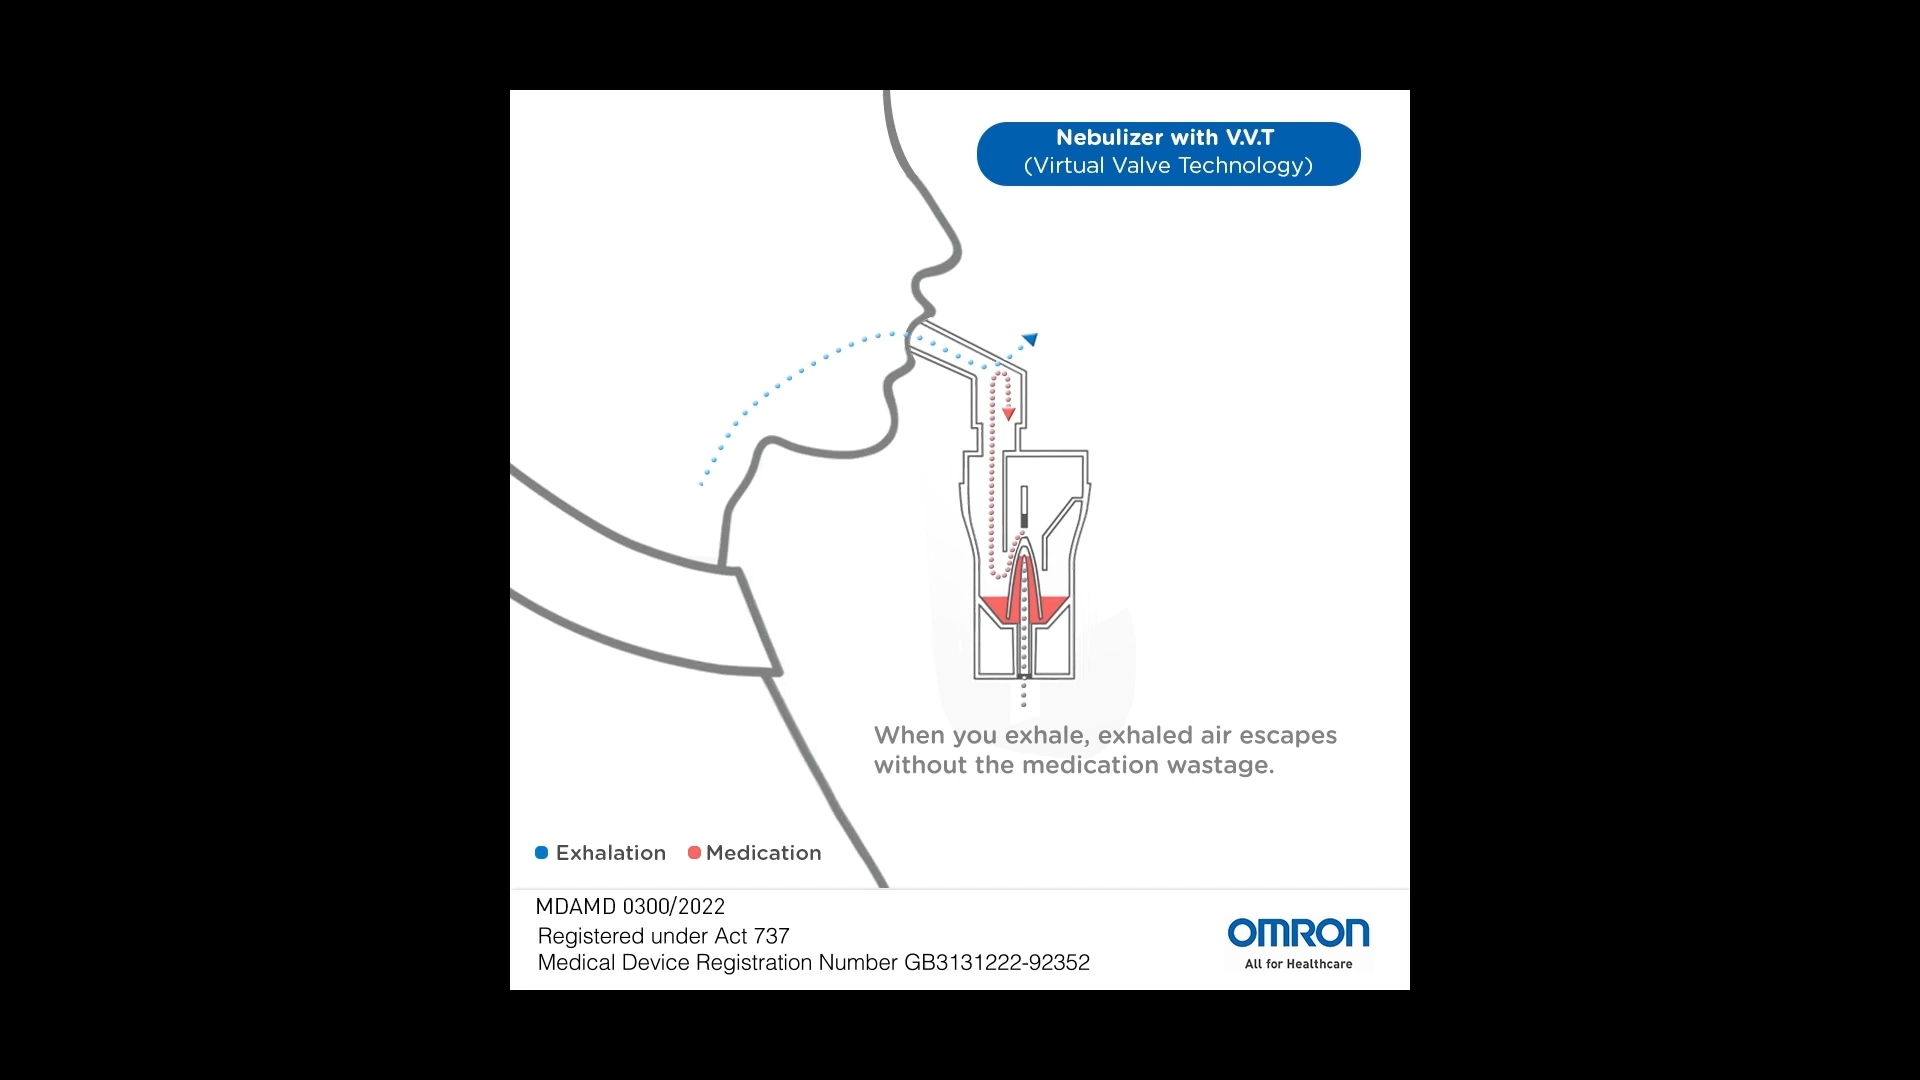 Nebulizer with V.V.T
(Virtual Valve Technology)
When you exhale, exhaled air escapes
without the medication wastage.
Exhalation
Medication
MDAMD 0300/2022
Registered under Act 737
Medical Device Registration Number GB3131222-92352
OMRON
All for Healthcare